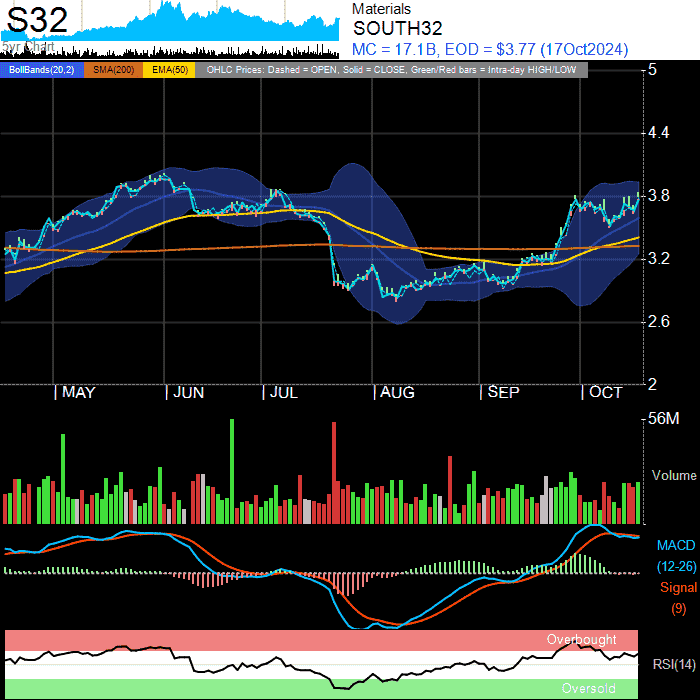 S32
5yr Chart
Materials
SOUTH32
MC = 17.1B, EOD = $3.77 (17Oct2024)
BollBands(20,2) SMA(200) EMA(50) OHLC Prices: Dashed = OPEN, Solid = CLOSE, Green/Red bars = Intra-day HIGH/LOW
5
4.4
3.8
3.2
2.6
2
MAY JUN JUL AUG SEP OCT
56M
Volume
MACD
(12-26)
Signal
(9)
Overbought
RSI(14)
Oversold